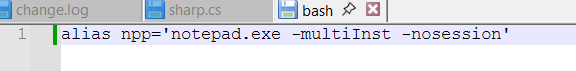 change.log sharp.cs bash
1 alias npp='notepad.exe -multiInst -nosession'